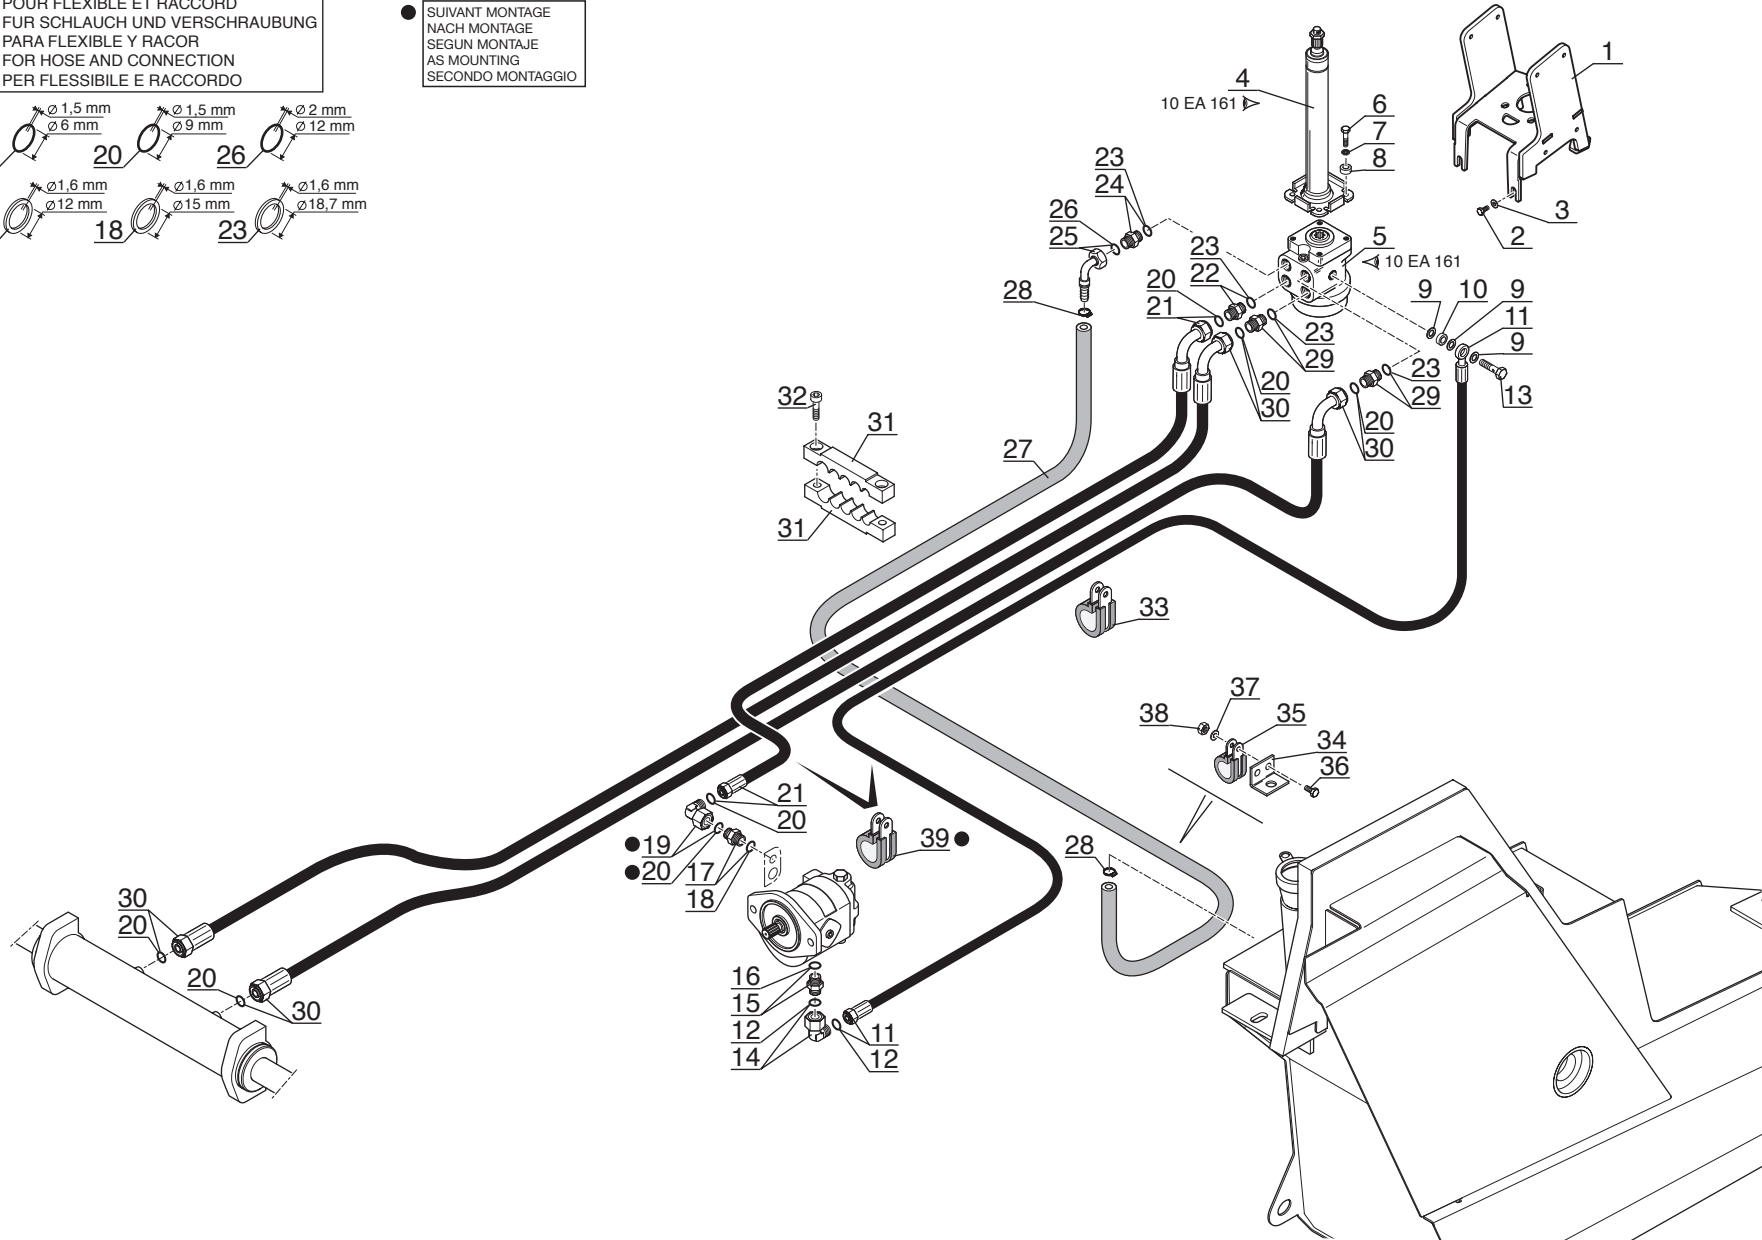 POUR FLEXIBLE ET RACCORD
FUR SCHLAUCH UND VERSCHRAUBUNG
PARA FLEXIBLE Y RACOR
FOR HOSE AND CONNECTION
PER FLESSIBILE E RACCORDO
SUIVANT MONTAGE
NACH MONTAGE
SEGUN MONTAJE
AS MOUNTING
SECONDO MONTAGGIO
Ø 1,5 mm
Ø 6 mm
Ø 1,5 mm
Ø 9 mm
20
Ø 2 mm
Ø 12 mm
26
Ø1,6 mm
Ø12 mm
Ø1,6 mm
Ø15 mm
18
Ø1,6 mm
Ø18,7 mm
23
1
4
10 EA 161
6
7
8
3
2
5
10 EA 161
23
24
26
25
23
22
20
21
28
9
10
9
11
9
13
23
29
23
29
20
30
20
30
32
31
31
27
33
37
38
35
34
36
21
20
19
20
17
18
39
28
30
20
20
30
16
15
12
14
11
12